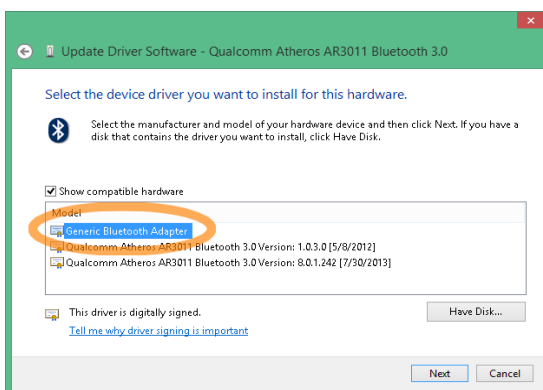 Update Driver Software - Qualcomm Atheros AR3011 Bluetooth 3.0
Select the device driver you want to install for this hardware.
Select the manufacturer and model of your hardware device and then click Next. If you have a
disk that contains the driver you want to install, click Have Disk.
Show compatible hardware
Model
Generic Bluetooth Adapter
Qualcomm Atheros AR3011 Bluetooth 3.0 Version: 1.0.3.0 [5/8/2012]
Qualcomm Atheros AR3011 Bluetooth 3.0 Version: 8.0.1.242 [7/30/2013]
This driver is digitally signed.
Have Disk...
Tell me why driver signing is important
Next
Cancel